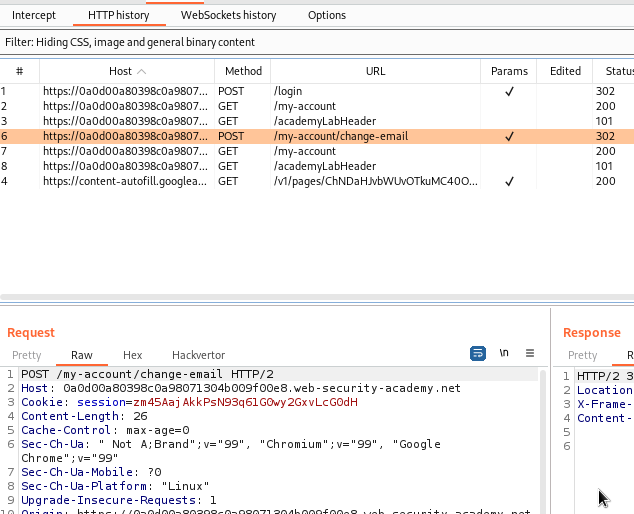 Intercept HTTP history WebSockets history Options
Filter: Hiding CSS, image and general binary content
# Host Method URL Params Edited Statu
1 https://0a0d00a80398c0a9807... POST /login ✓ 302
2 https://0a0d00a80398c0a9807... GET /my-account 200
3 https://0a0d00a80398c0a9807... GET /academyLabHeader 101
6 https://0a0d00a80398c0a9807... POST /my-account/change-email ✓ 302
7 https://0a0d00a80398c0a9807... GET /my-account 200
8 https://0a0d00a80398c0a9807... GET /academyLabHeader 101
4 https://content-autofill.googlea... GET /v1/pages/ChNDaHJvbWUvOTkuMC40O... ✓ 200
Request
Pretty Raw Hex Hackvertor \n ≡
1 POST /my-account/change-email HTTP/2
2 Host: 0a0d00a80398c0a98071304b009f00e8.web-security-academy.net
3 Cookie: session=zm45AajAkkPsN93q61G0wy2GxvLcG0dH
4 Content-Length: 26
5 Cache-Control: max-age=0
6 Sec-Ch-Ua: " Not A;Brand";v="99", "Chromium";v="99", "Google
Chrome";v="99"
7 Sec-Ch-Ua-Mobile: ?0
8 Sec-Ch-Ua-Platform: "Linux"
9 Upgrade-Insecure-Requests: 1
10 Origin: https://0a0d00a80398c0a98071304b009f00e8.web-security-academy.net
Response
Pretty R
1 HTTP/2 3
2 Location
3 X-Frame-
4 Content-
5
6